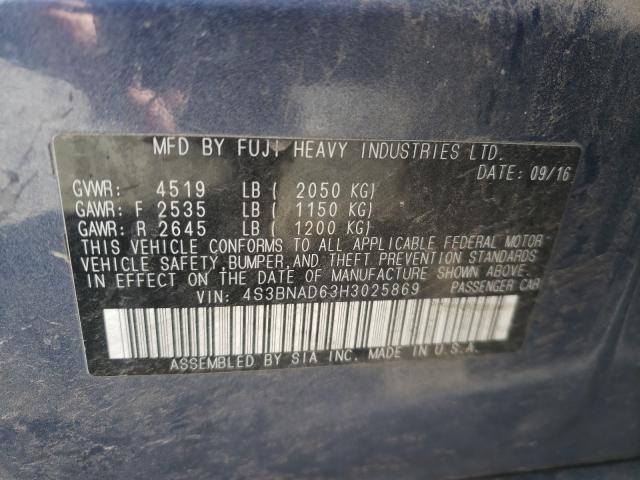 MFD BY FUJI HEAVY INDUSTRIES LTD.
DATE: 09/16
GVWR: 4519 LB ( 2050 KG)
GAWR: F 2535 LB ( 1150 KG)
GAWR: R 2645 LB ( 1200 KG)
THIS VEHICLE CONFORMS TO ALL APPLICABLE FEDERAL MOTOR
VEHICLE SAFETY, BUMPER, AND THEFT PREVENTION STANDARDS
IN EFFECT ON THE DATE OF MANUFACTURE SHOWN ABOVE.
VIN: 4S3BNAD63H3025869 PASSENGER CAR
ASSEMBLED BY SIA INC. MADE IN U.S.A.